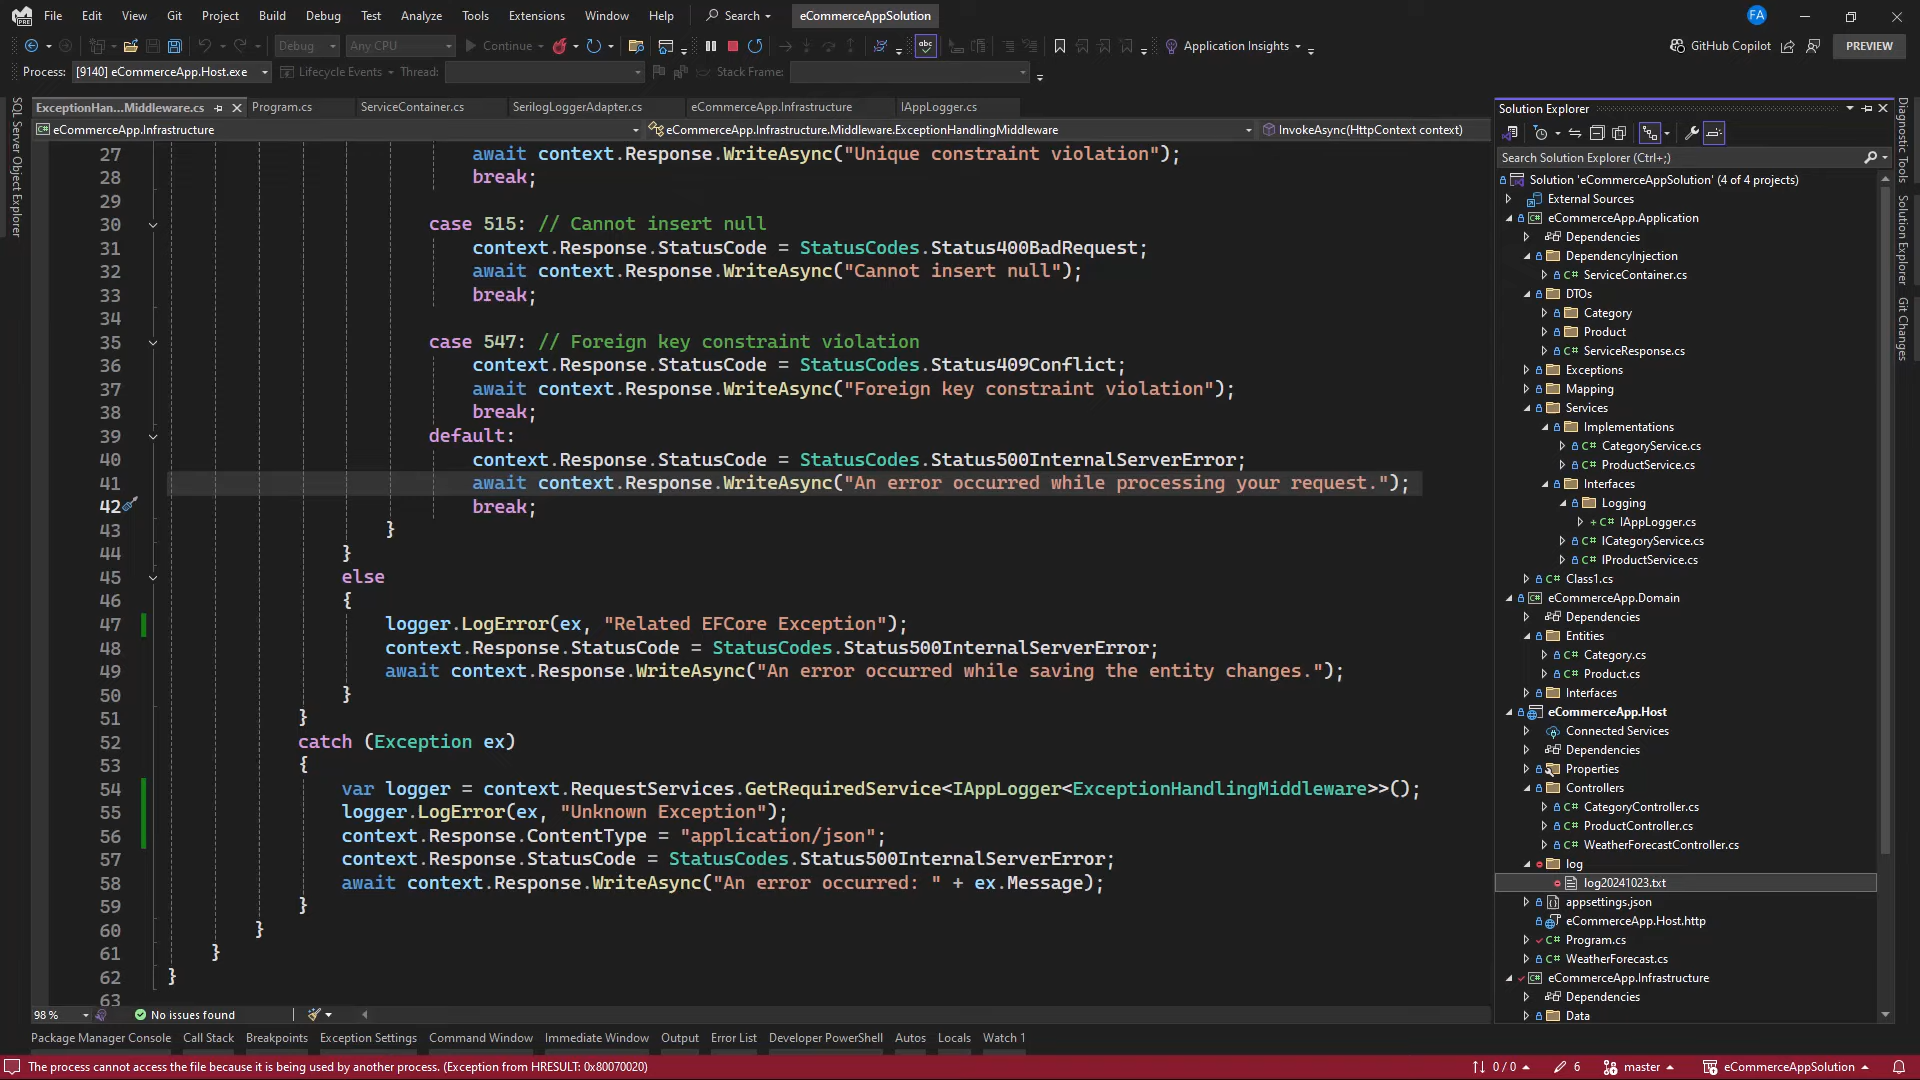 File Edit View Git Project Build Debug Test Analyze Tools Extensions Window Help Search eCommerceAppSolution FA
Debug Any CPU Continue Application Insights GitHub Copilot PREVIEW
Process: [9140] eCommerceApp.Host.exe Lifecycle Events Thread: Stack Frame:
ExceptionHan...Middleware.cs Program.cs ServiceContainer.cs SerilogLoggerAdapter.cs eCommerceApp.Infrastructure IAppLogger.cs
eCommerceApp.Infrastructure eCommerceApp.Infrastructure.Middleware.ExceptionHandlingMiddleware InvokeAsync(HttpContext context)
SQL Server Object Explorer
27 await context.Response.WriteAsync("Unique constraint violation");
28 break;
29
30 case 515: // Cannot insert null
31 context.Response.StatusCode = StatusCodes.Status400BadRequest;
32 await context.Response.WriteAsync("Cannot insert null");
33 break;
34
35 case 547: // Foreign key constraint violation
36 context.Response.StatusCode = StatusCodes.Status409Conflict;
37 await context.Response.WriteAsync("Foreign key constraint violation");
38 break;
39 default:
40 context.Response.StatusCode = StatusCodes.Status500InternalServerError;
41 await context.Response.WriteAsync("An error occurred while processing your request.");
42 break;
43 }
44 }
45 else
46 {
47 logger.LogError(ex, "Related EFCore Exception");
48 context.Response.StatusCode = StatusCodes.Status500InternalServerError;
49 await context.Response.WriteAsync("An error occurred while saving the entity changes.");
50 }
51 }
52 catch (Exception ex)
53 {
54 var logger = context.RequestServices.GetRequiredService<IAppLogger<ExceptionHandlingMiddleware>>();
55 logger.LogError(ex, "Unknown Exception");
56 context.Response.ContentType = "application/json";
57 context.Response.StatusCode = StatusCodes.Status500InternalServerError;
58 await context.Response.WriteAsync("An error occurred: " + ex.Message);
59 }
60 }
61 }
62 }
63
98 % No issues found
Solution Explorer
Search Solution Explorer (Ctrl+;)
Solution 'eCommerceAppSolution' (4 of 4 projects)
External Sources
eCommerceApp.Application
Dependencies
DependencyInjection
C# ServiceContainer.cs
DTOs
Category
Product
C# ServiceResponse.cs
Exceptions
Mapping
Services
Implementations
C# CategoryService.cs
C# ProductService.cs
Interfaces
Logging
+ C# IAppLogger.cs
C# ICategoryService.cs
C# IProductService.cs
C# Class1.cs
eCommerceApp.Domain
Dependencies
Entities
C# Category.cs
C# Product.cs
Interfaces
eCommerceApp.Host
Connected Services
Dependencies
Properties
Controllers
C# CategoryController.cs
C# ProductController.cs
C# WeatherForecastController.cs
log
log20241023.txt
appsettings.json
eCommerceApp.Host.http
C# Program.cs
C# WeatherForecast.cs
eCommerceApp.Infrastructure
Dependencies
Data
Diagnostic Tools
Solution Explorer
Git Changes
Package Manager Console Call Stack Breakpoints Exception Settings Command Window Immediate Window Output Error List Developer PowerShell Autos Locals Watch 1
The process cannot access the file because it is being used by another process. (Exception from HRESULT: 0x80070020) 0 / 0 6 master eCommerceAppSolution